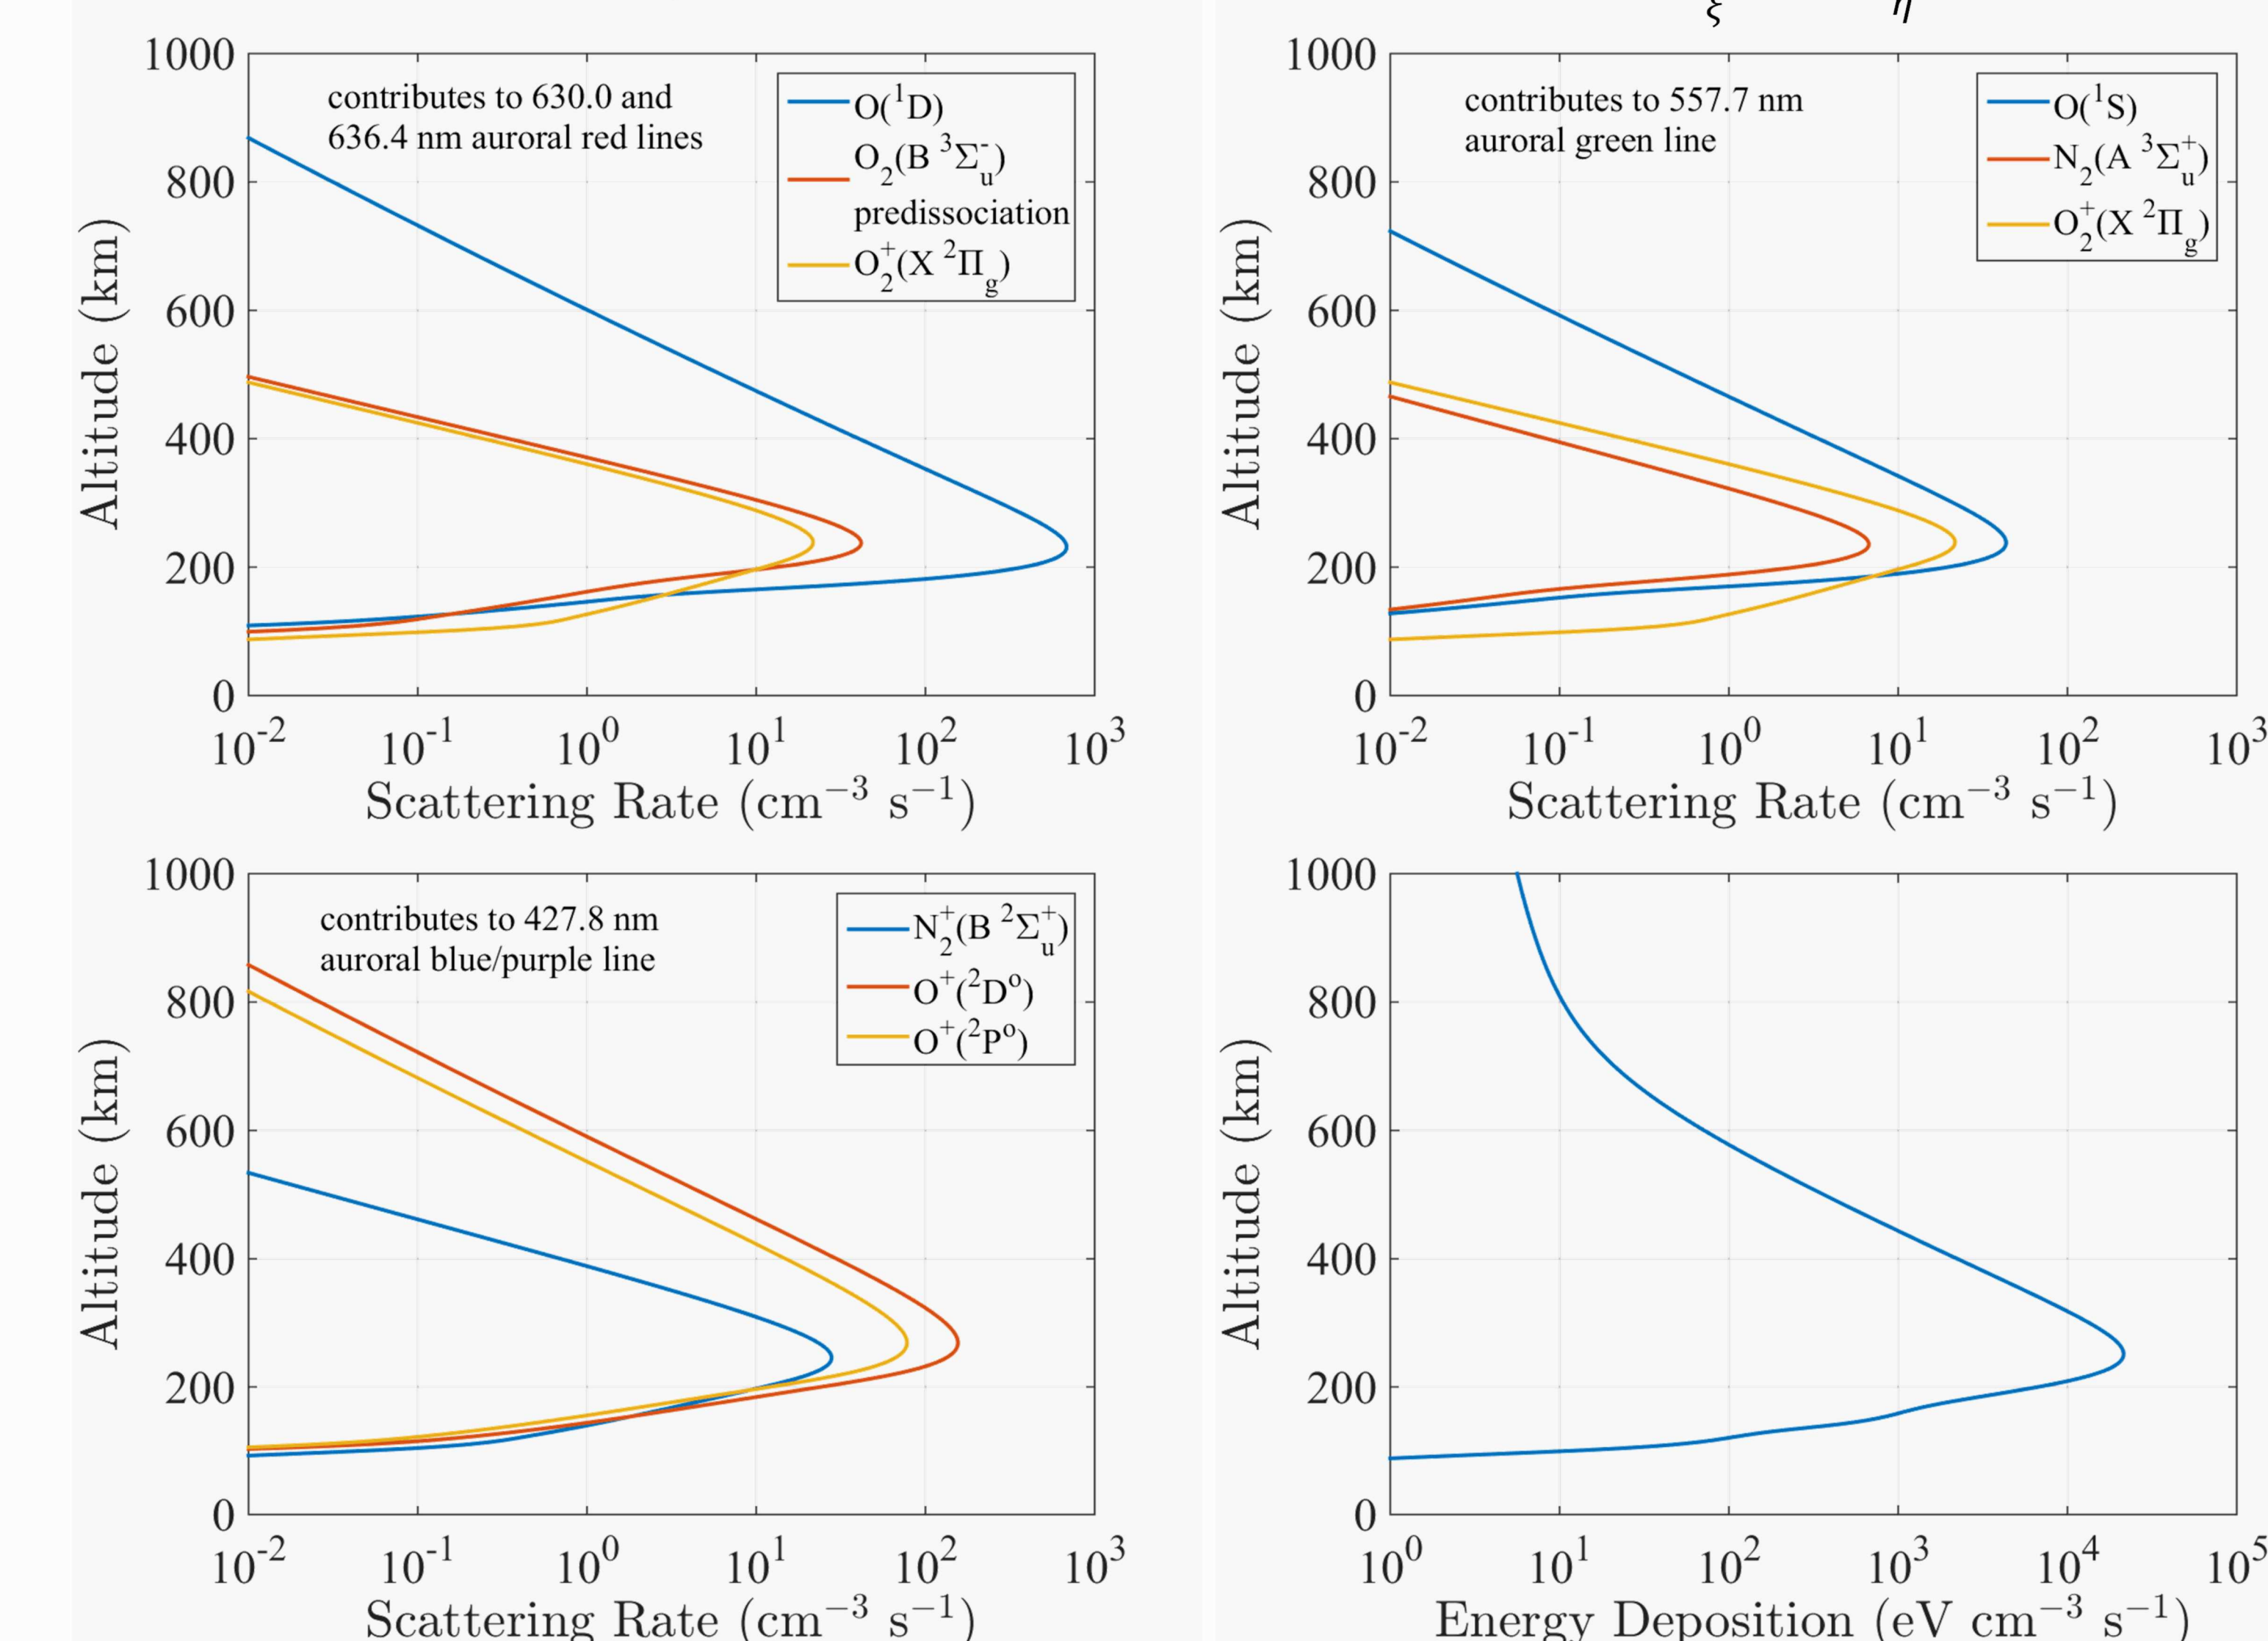 ξ η
1000
800
600
400
200
0
Altitude (km)
contributes to 630.0 and
636.4 nm auroral red lines
O(¹D)
O₂(B ³Σᵤ⁻)
predissociation
O₂⁺(X ²Π_g)
10⁻² 10⁻¹ 10⁰ 10¹ 10² 10³
Scattering Rate (cm⁻³ s⁻¹)
1000
800
600
400
200
0
Altitude (km)
contributes to 557.7 nm
auroral green line
O(¹S)
N₂(A ³Σᵤ⁺)
O₂⁺(X ²Π_g)
10⁻² 10⁻¹ 10⁰ 10¹ 10² 10³
Scattering Rate (cm⁻³ s⁻¹)
1000
800
600
400
200
0
Altitude (km)
contributes to 427.8 nm
auroral blue/purple line
N₂⁺(B ²Σᵤ⁺)
O⁺(²Dᵒ)
O⁺(²Pᵒ)
10⁻² 10⁻¹ 10⁰ 10¹ 10² 10³
Scattering Rate (cm⁻³ s⁻¹)
1000
800
600
400
200
0
Altitude (km)
10⁰ 10¹ 10² 10³ 10⁴ 10⁵
Energy Deposition (eV cm⁻³ s⁻¹)